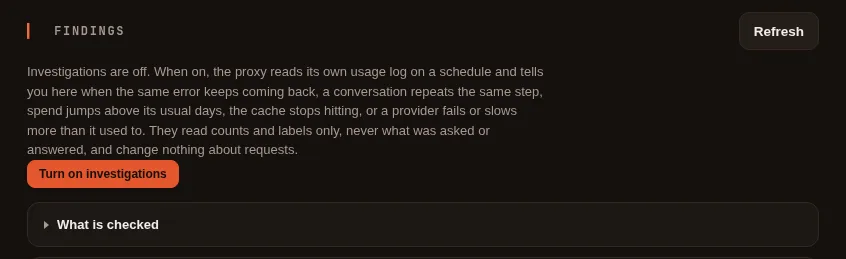 FINDINGS
Refresh
Investigations are off. When on, the proxy reads its own usage log on a schedule and tells
you here when the same error keeps coming back, a conversation repeats the same step,
spend jumps above its usual days, the cache stops hitting, or a provider fails or slows
more than it used to. They read counts and labels only, never what was asked or
answered, and change nothing about requests.
Turn on investigations
What is checked